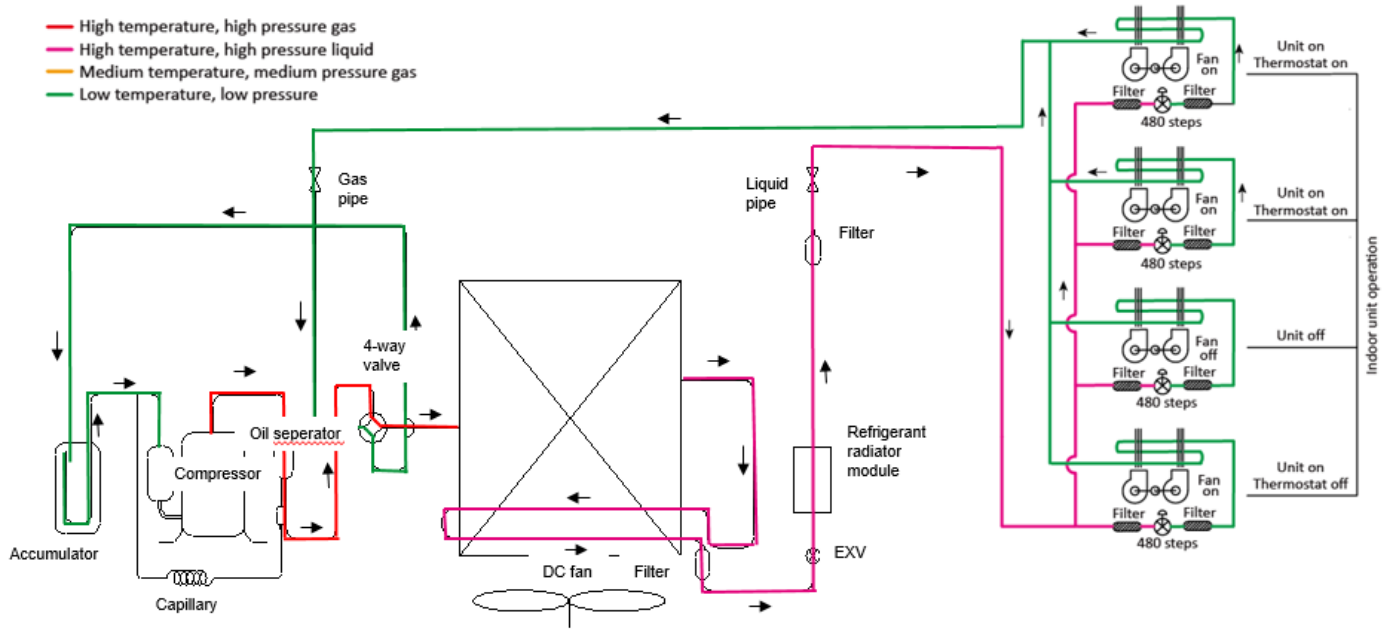 High temperature, high pressure gas
High temperature, high pressure liquid
Medium temperature, medium pressure gas
Low temperature, low pressure
Fan
on
Unit on
Thermostat on
Filter
Filter
480 steps
Gas
pipe
Liquid
pipe
Fan
on
Unit on
Thermostat on
Filter
Filter
480 steps
Filter
Indoor unit operation
4-way
valve
Fan
off
Unit off
Filter
Filter
480 steps
Oil seperator
Compressor
Refrigerant
radiator
module
Fan
on
Unit on
Thermostat off
Filter
Filter
480 steps
Accumulator
EXV
DC fan
Filter
Capillary